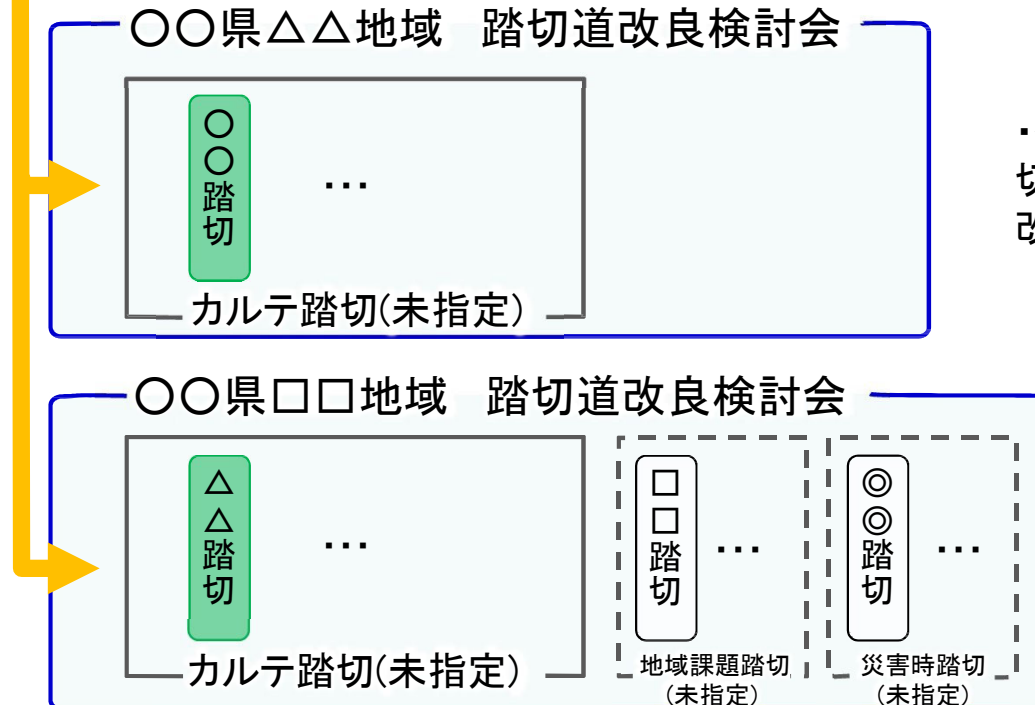 〇〇県△△地域　踏切道改良検討会
〇〇踏切
…
カルテ踏切(未指定)
〇〇県□□地域　踏切道改良検討会
△△踏切
…
カルテ踏切(未指定)
□□踏切
…
地域課題踏切
(未指定)
◎◎踏切
…
災害時踏切
(未指定)